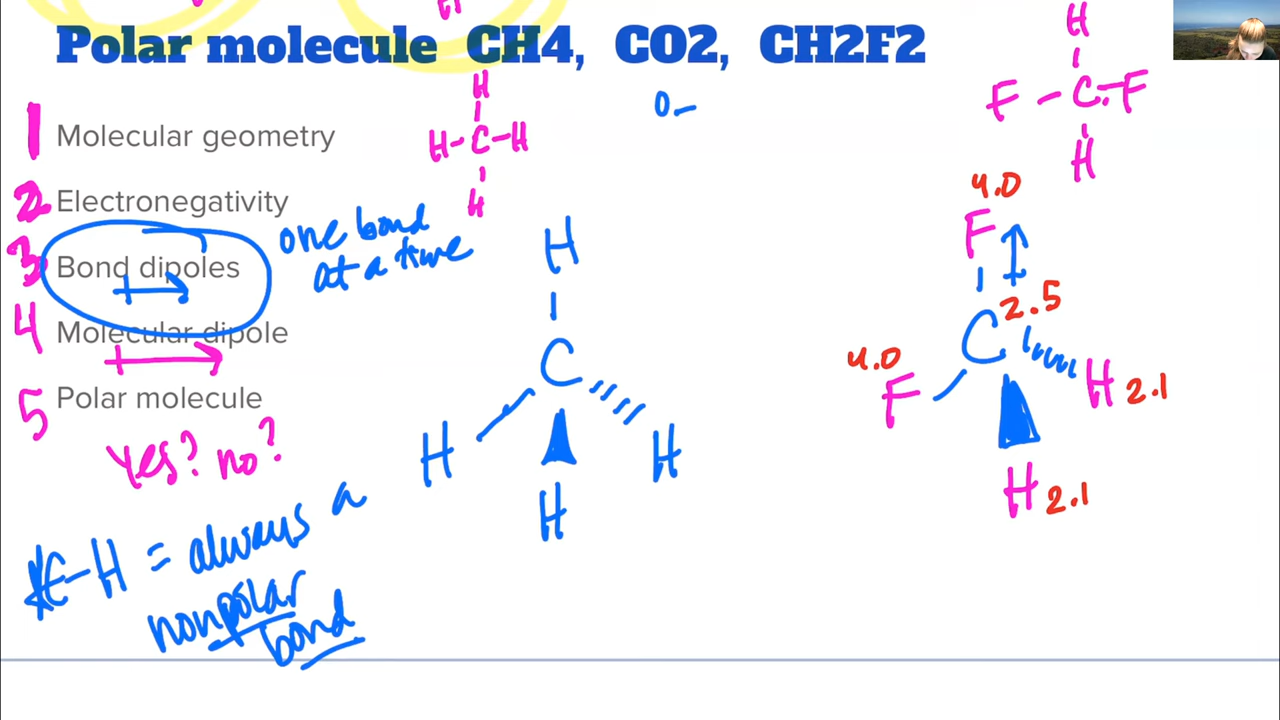 Polar molecule CH4, CO2, CH2F2
1 Molecular geometry
2 Electronegativity
3 Bond dipoles
4 Molecular dipole
5 Polar molecule
Yes? no?
one bond
at a time
C-H = always a
nonpolar
bond
H
H-C-H
H
H
C
H
H
H
O-
H
F-C-F
H
4.0
F
2.5
C
4.0
F
H 2.1
H 2.1